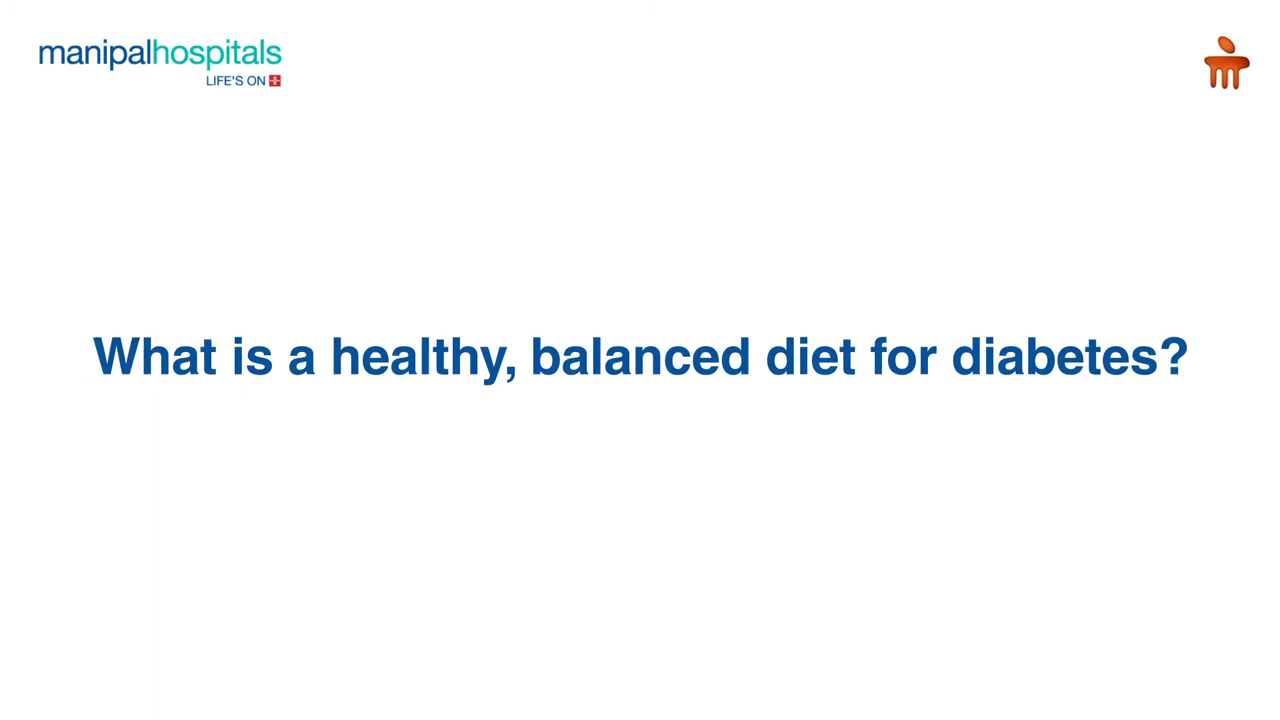 manipalhospitals
LIFE'S ON
What is a healthy, balanced diet for diabetes?